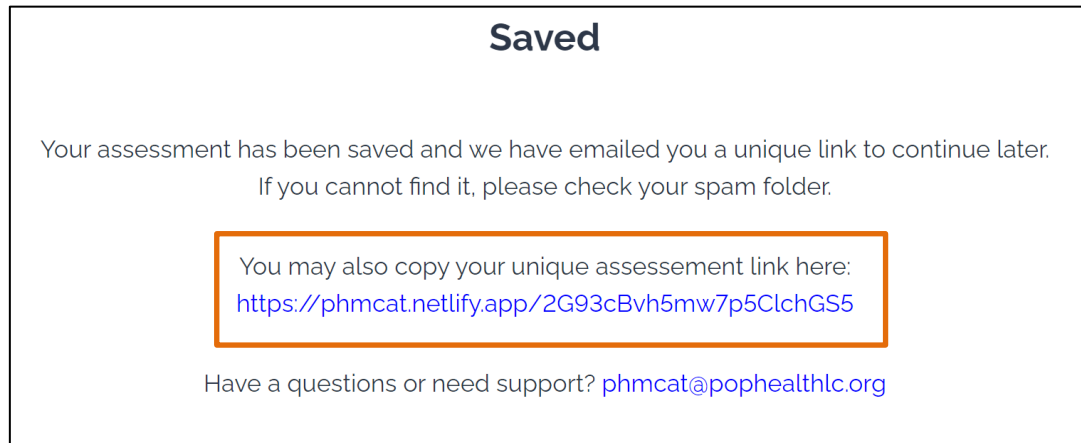 Saved
Your assessment has been saved and we have emailed you a unique link to continue later.
If you cannot find it, please check your spam folder.
You may also copy your unique assessement link here:
https://phmcat.netlify.app/2G93cBvh5mw7p5ClchGS5
Have a questions or need support? phmcat@pophealthlc.org